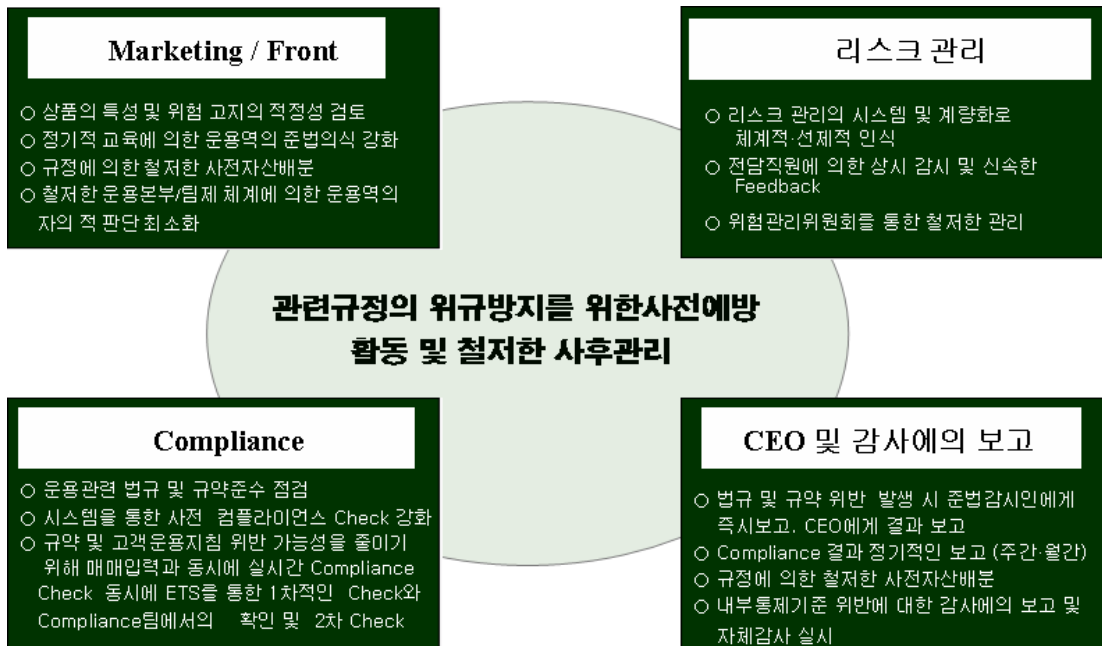 Marketing / Front
○ 상품의 특성 및 위험 고지의 적정성 검토
○ 정기적 교육에 의한 운용역의 준법의식 강화
○ 규정에 의한 철저한 사전자산배분
○ 철저한 운용본부/팀제 체계에 의한 운용역의
자의 적 판단 최소화
리스크 관리
○ 리스크 관리의 시스템 및 계량화로
체계적·선제적 인식
○ 전담직원에 의한 상시 감시 및 신속한
Feedback
○ 위험관리위원회를 통한 철저한 관리
관련규정의 위규방지를 위한사전예방
활동 및 철저한 사후관리
Compliance
○ 운용관련 법규 및 규약준수 점검
○ 시스템을 통한 사전 컴플라이언스 Check 강화
○ 규약 및 고객운용지침 위반 가능성을 줄이기
위해 매매입력과 동시에 실시간 Compliance
Check 동시에 ETS를 통한 1차적인 Check와
Compliance팀에서의 확인 및 2차 Check
CEO 및 감사에의 보고
○ 법규 및 규약 위반 발생 시 준법감시인에게
즉시보고. CEO에게 결과 보고
○ Compliance 결과 정기적인 보고 (주간·월간)
○ 규정에 의한 철저한 사전자산배분
○ 내부통제기준 위반에 대한 감사에의 보고 및
자체감사 실시